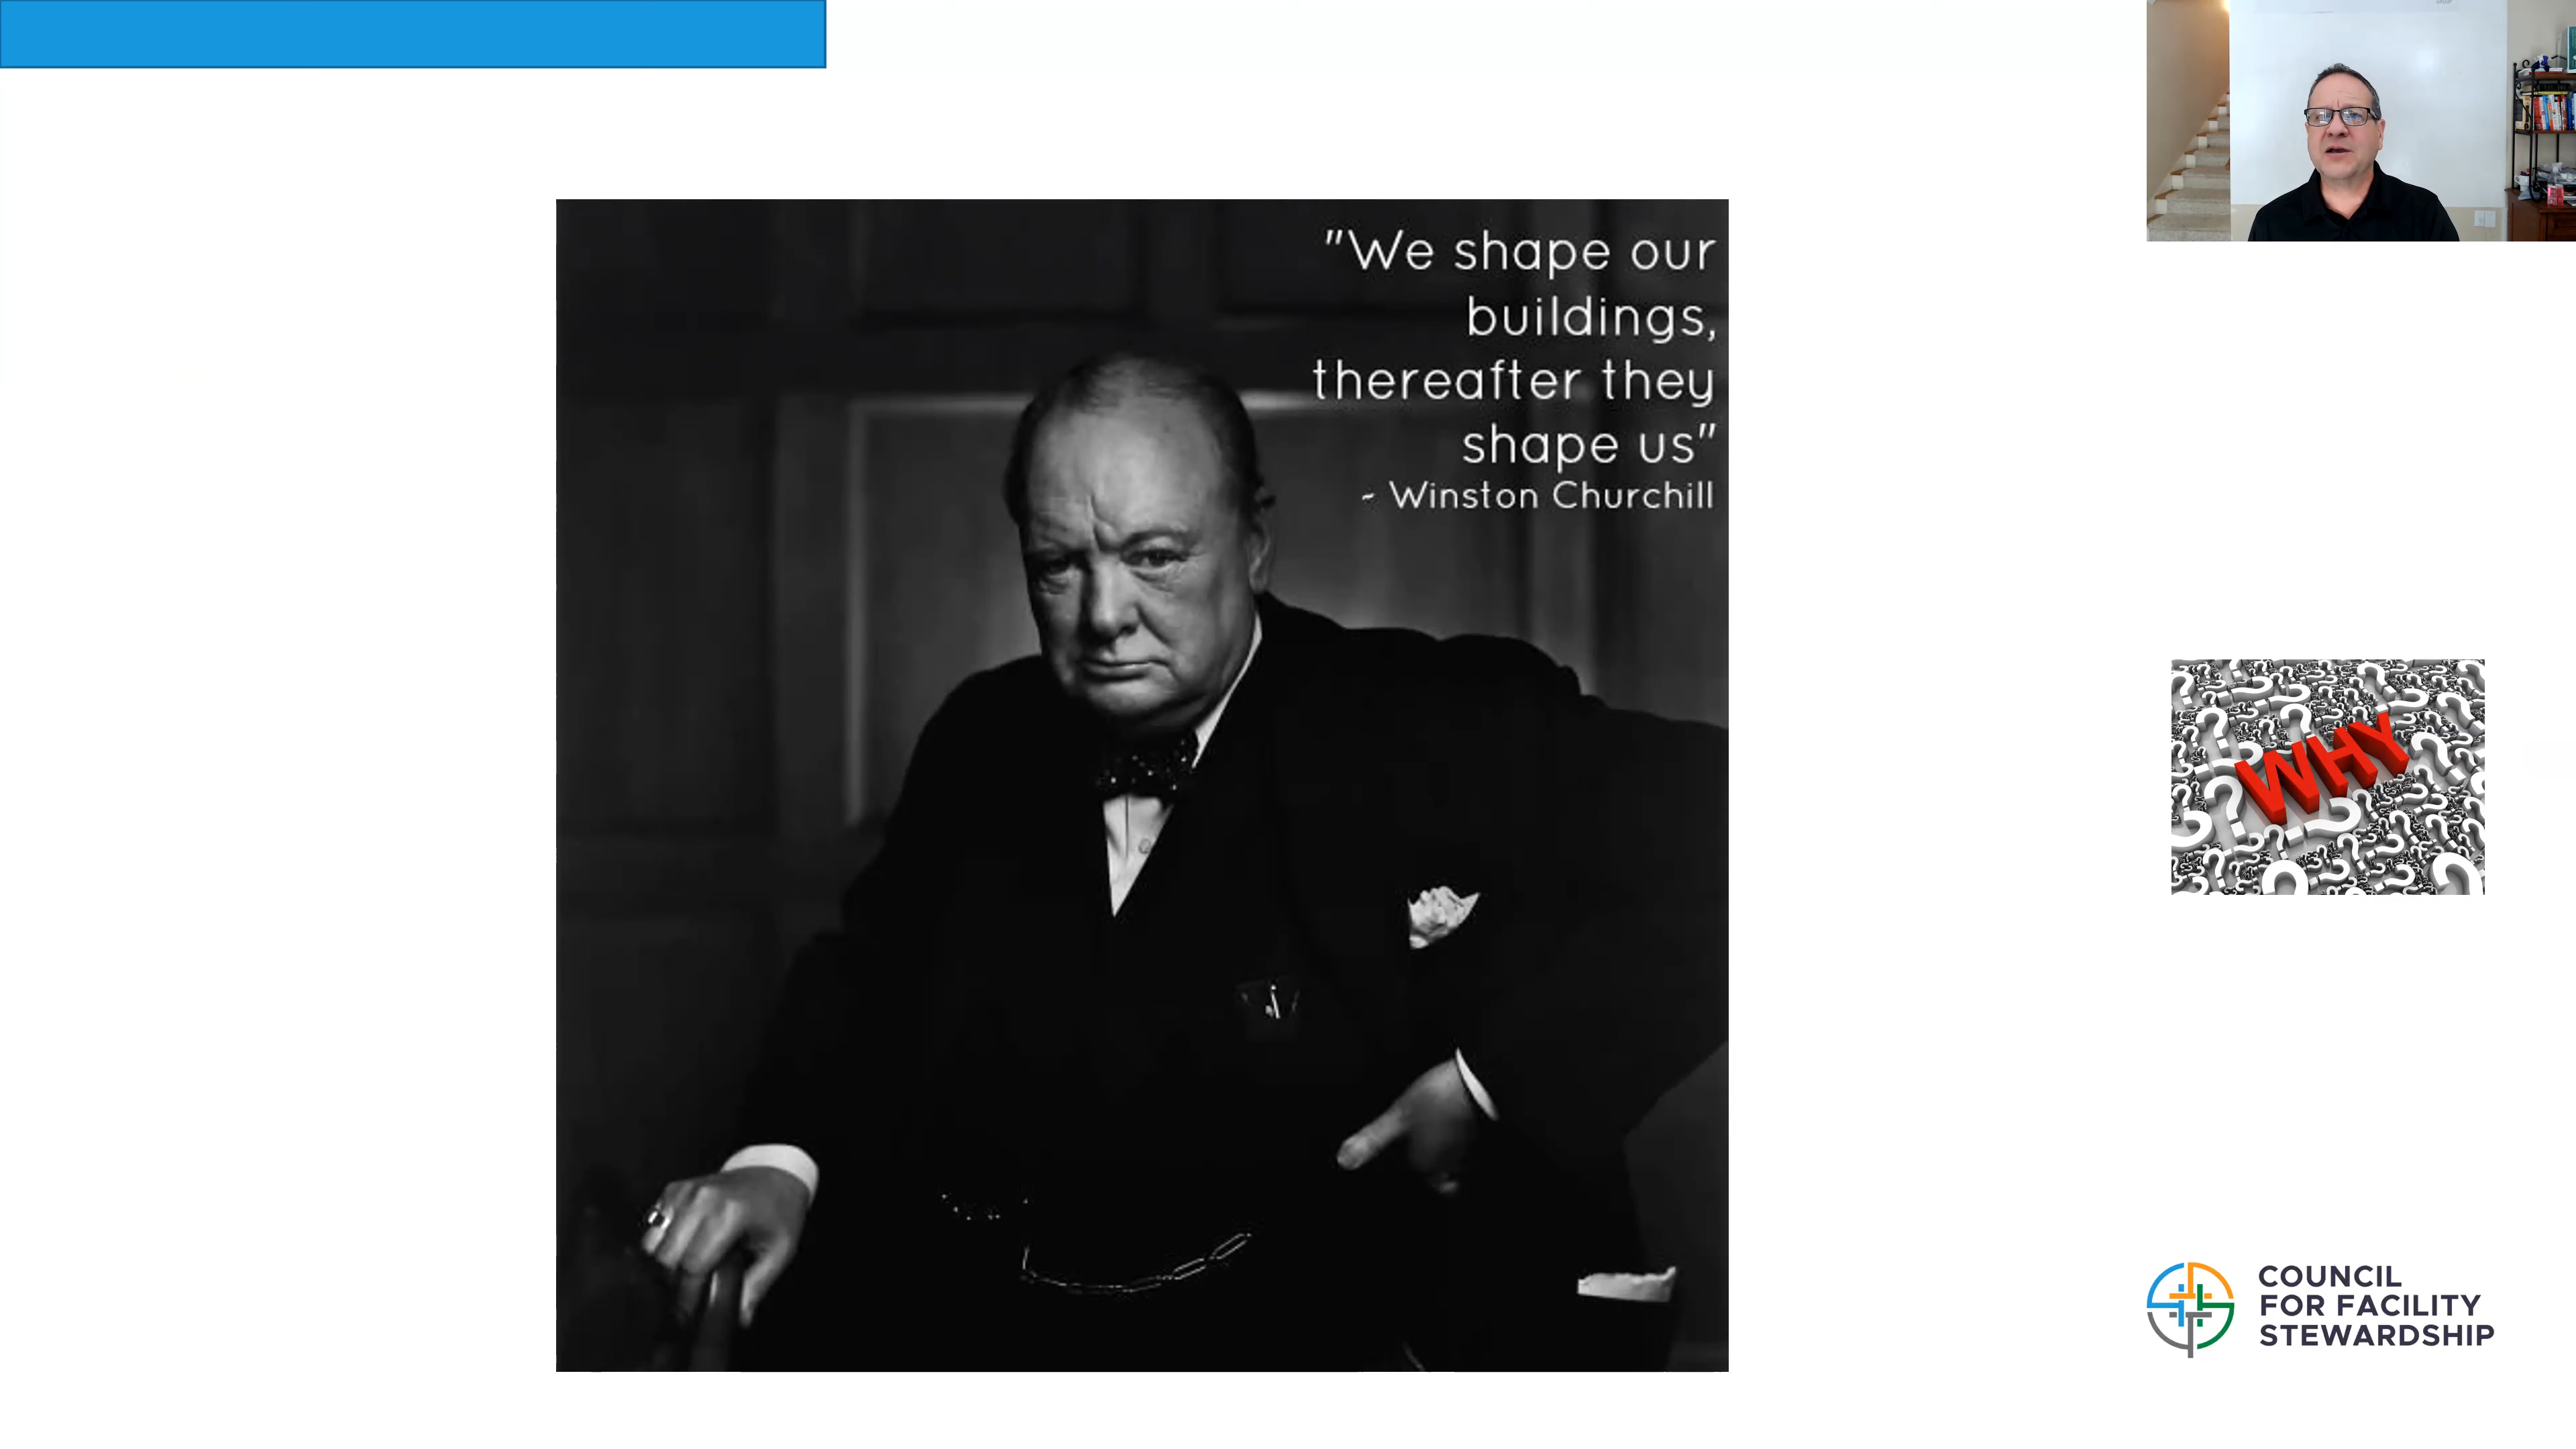 "We shape our
buildings,
thereafter they
shape us"
~ Winston Churchill
WHY
COUNCIL
FOR FACILITY
STEWARDSHIP